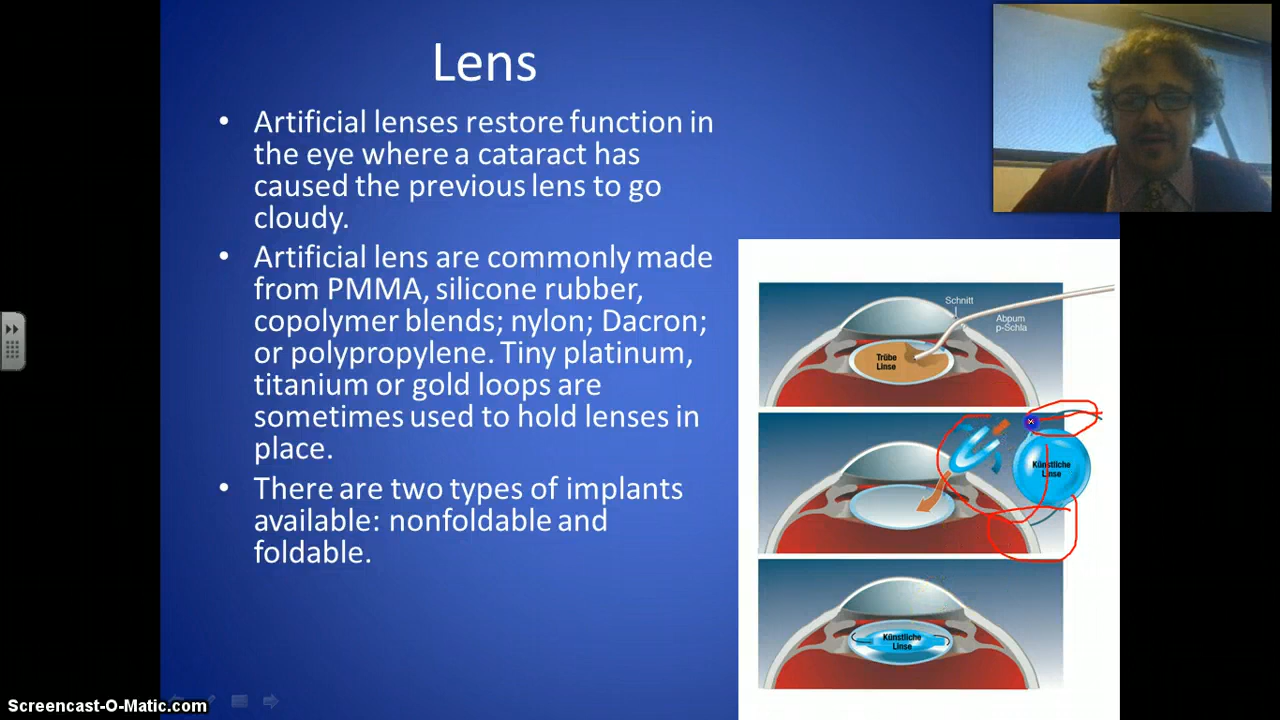 Lens
• Artificial lenses restore function in
the eye where a cataract has
caused the previous lens to go
cloudy.
• Artificial lens are commonly made
from PMMA, silicone rubber,
copolymer blends; nylon; Dacron;
or polypropylene. Tiny platinum,
titanium or gold loops are
sometimes used to hold lenses in
place.
• There are two types of implants
available: nonfoldable and
foldable.
Schnitt
Abpum
p-Schla
Trübe
Linse
Künstliche
Linse
Künstliche
Linse
Screencast-O-Matic.com